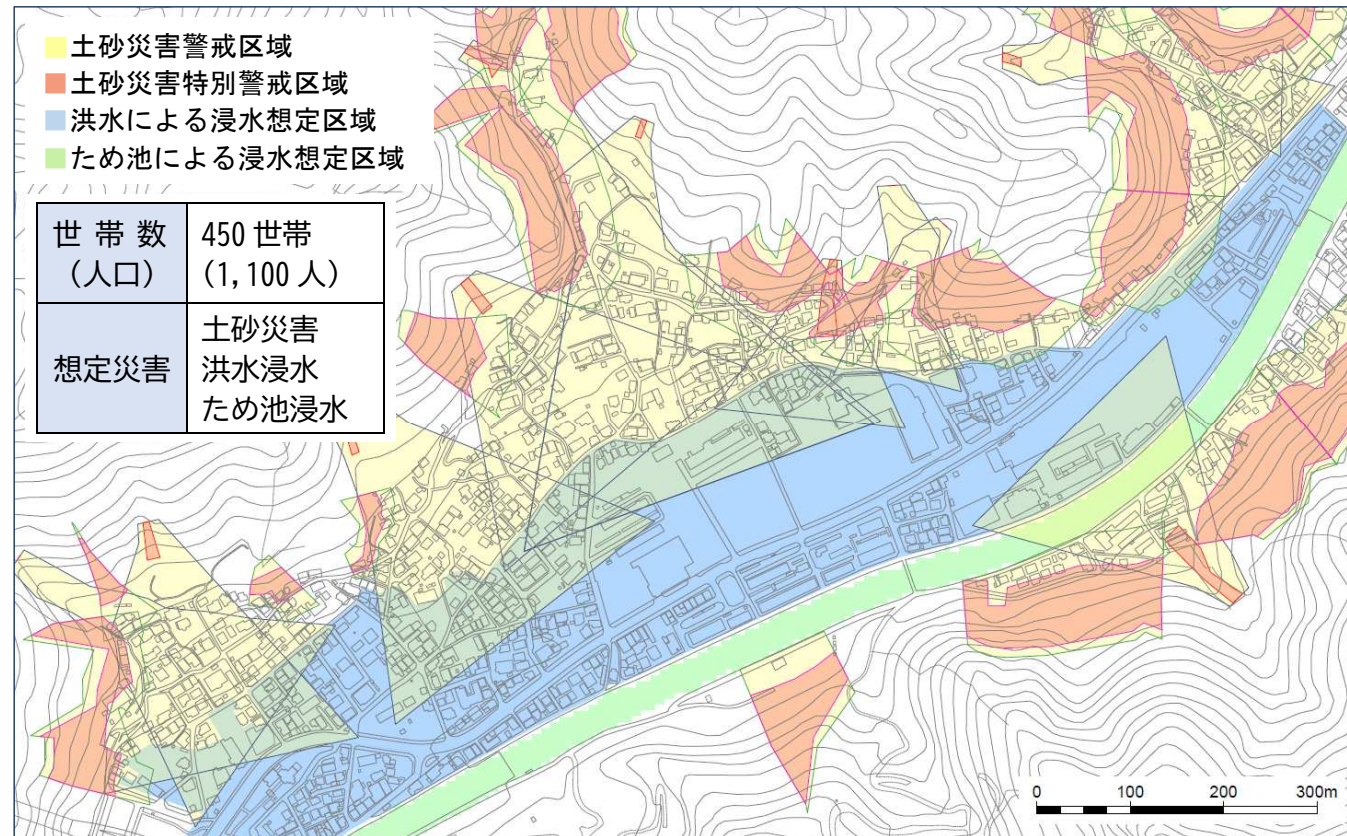 土砂災害警戒区域
土砂災害特別警戒区域
洪水による浸水想定区域
ため池による浸水想定区域
世帯数
(人口)
450世帯
(1,100人)
想定災害
土砂災害
洪水浸水
ため池浸水
0 100 200 300m